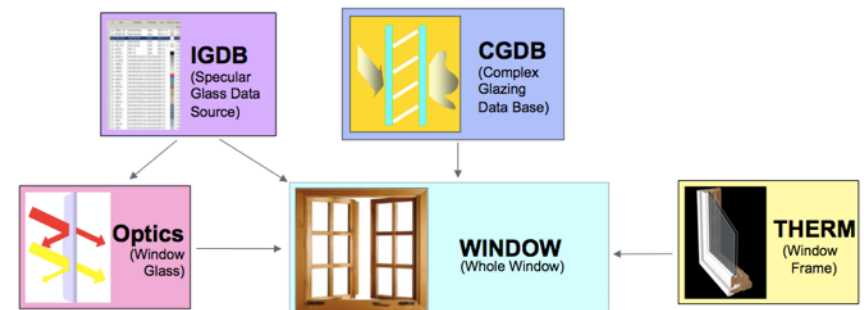 IGDB
(Specular
Glass Data
Source)
CGDB
(Complex
Glazing
Data Base)
Optics
(Window
Glass)
WINDOW
(Whole Window)
THERM
(Window
Frame)